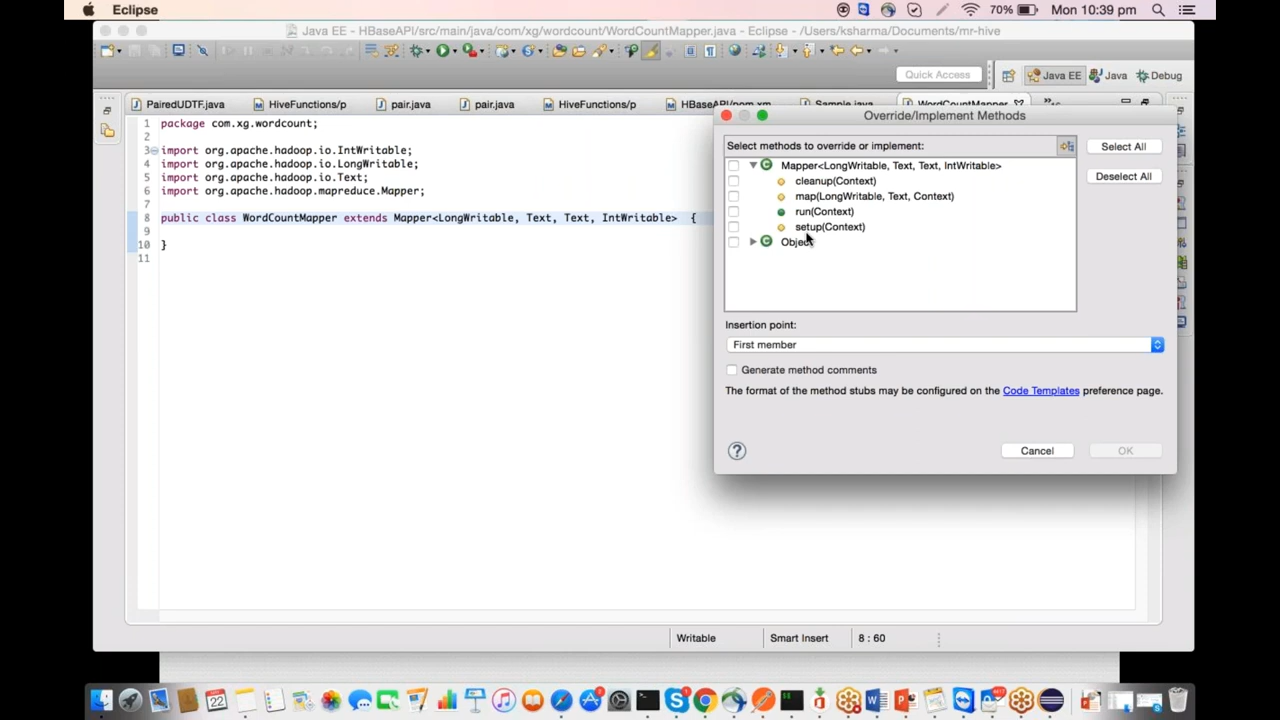 Eclipse
70%
Mon 10:39 pm
Java EE - HBaseAPI/src/main/java/com/xg/wordcount/WordCountMapper.java - Eclipse - /Users/ksharma/Documents/mr-hive
Quick Access
Java EE
Java
Debug
PairedUDTF.java
HiveFunctions/p
pair.java
pair.java
HiveFunctions/p
HBaseAPI/pom.xm
Sample.java
WordCountMapper
Override/Implement Methods
1 package com.xg.wordcount;
2
3 import org.apache.hadoop.io.IntWritable;
4 import org.apache.hadoop.io.LongWritable;
5 import org.apache.hadoop.io.Text;
6 import org.apache.hadoop.mapreduce.Mapper;
7
8 public class WordCountMapper extends Mapper<LongWritable, Text, Text, IntWritable> {
9
10 }
11
Select methods to override or implement:
Select All
Deselect All
Mapper<LongWritable, Text, Text, IntWritable>
cleanup(Context)
map(LongWritable, Text, Context)
run(Context)
setup(Context)
Object
Insertion point:
First member
Generate method comments
The format of the method stubs may be configured on the Code Templates preference page.
?
Cancel
OK
Writable
Smart Insert
8 : 60
22